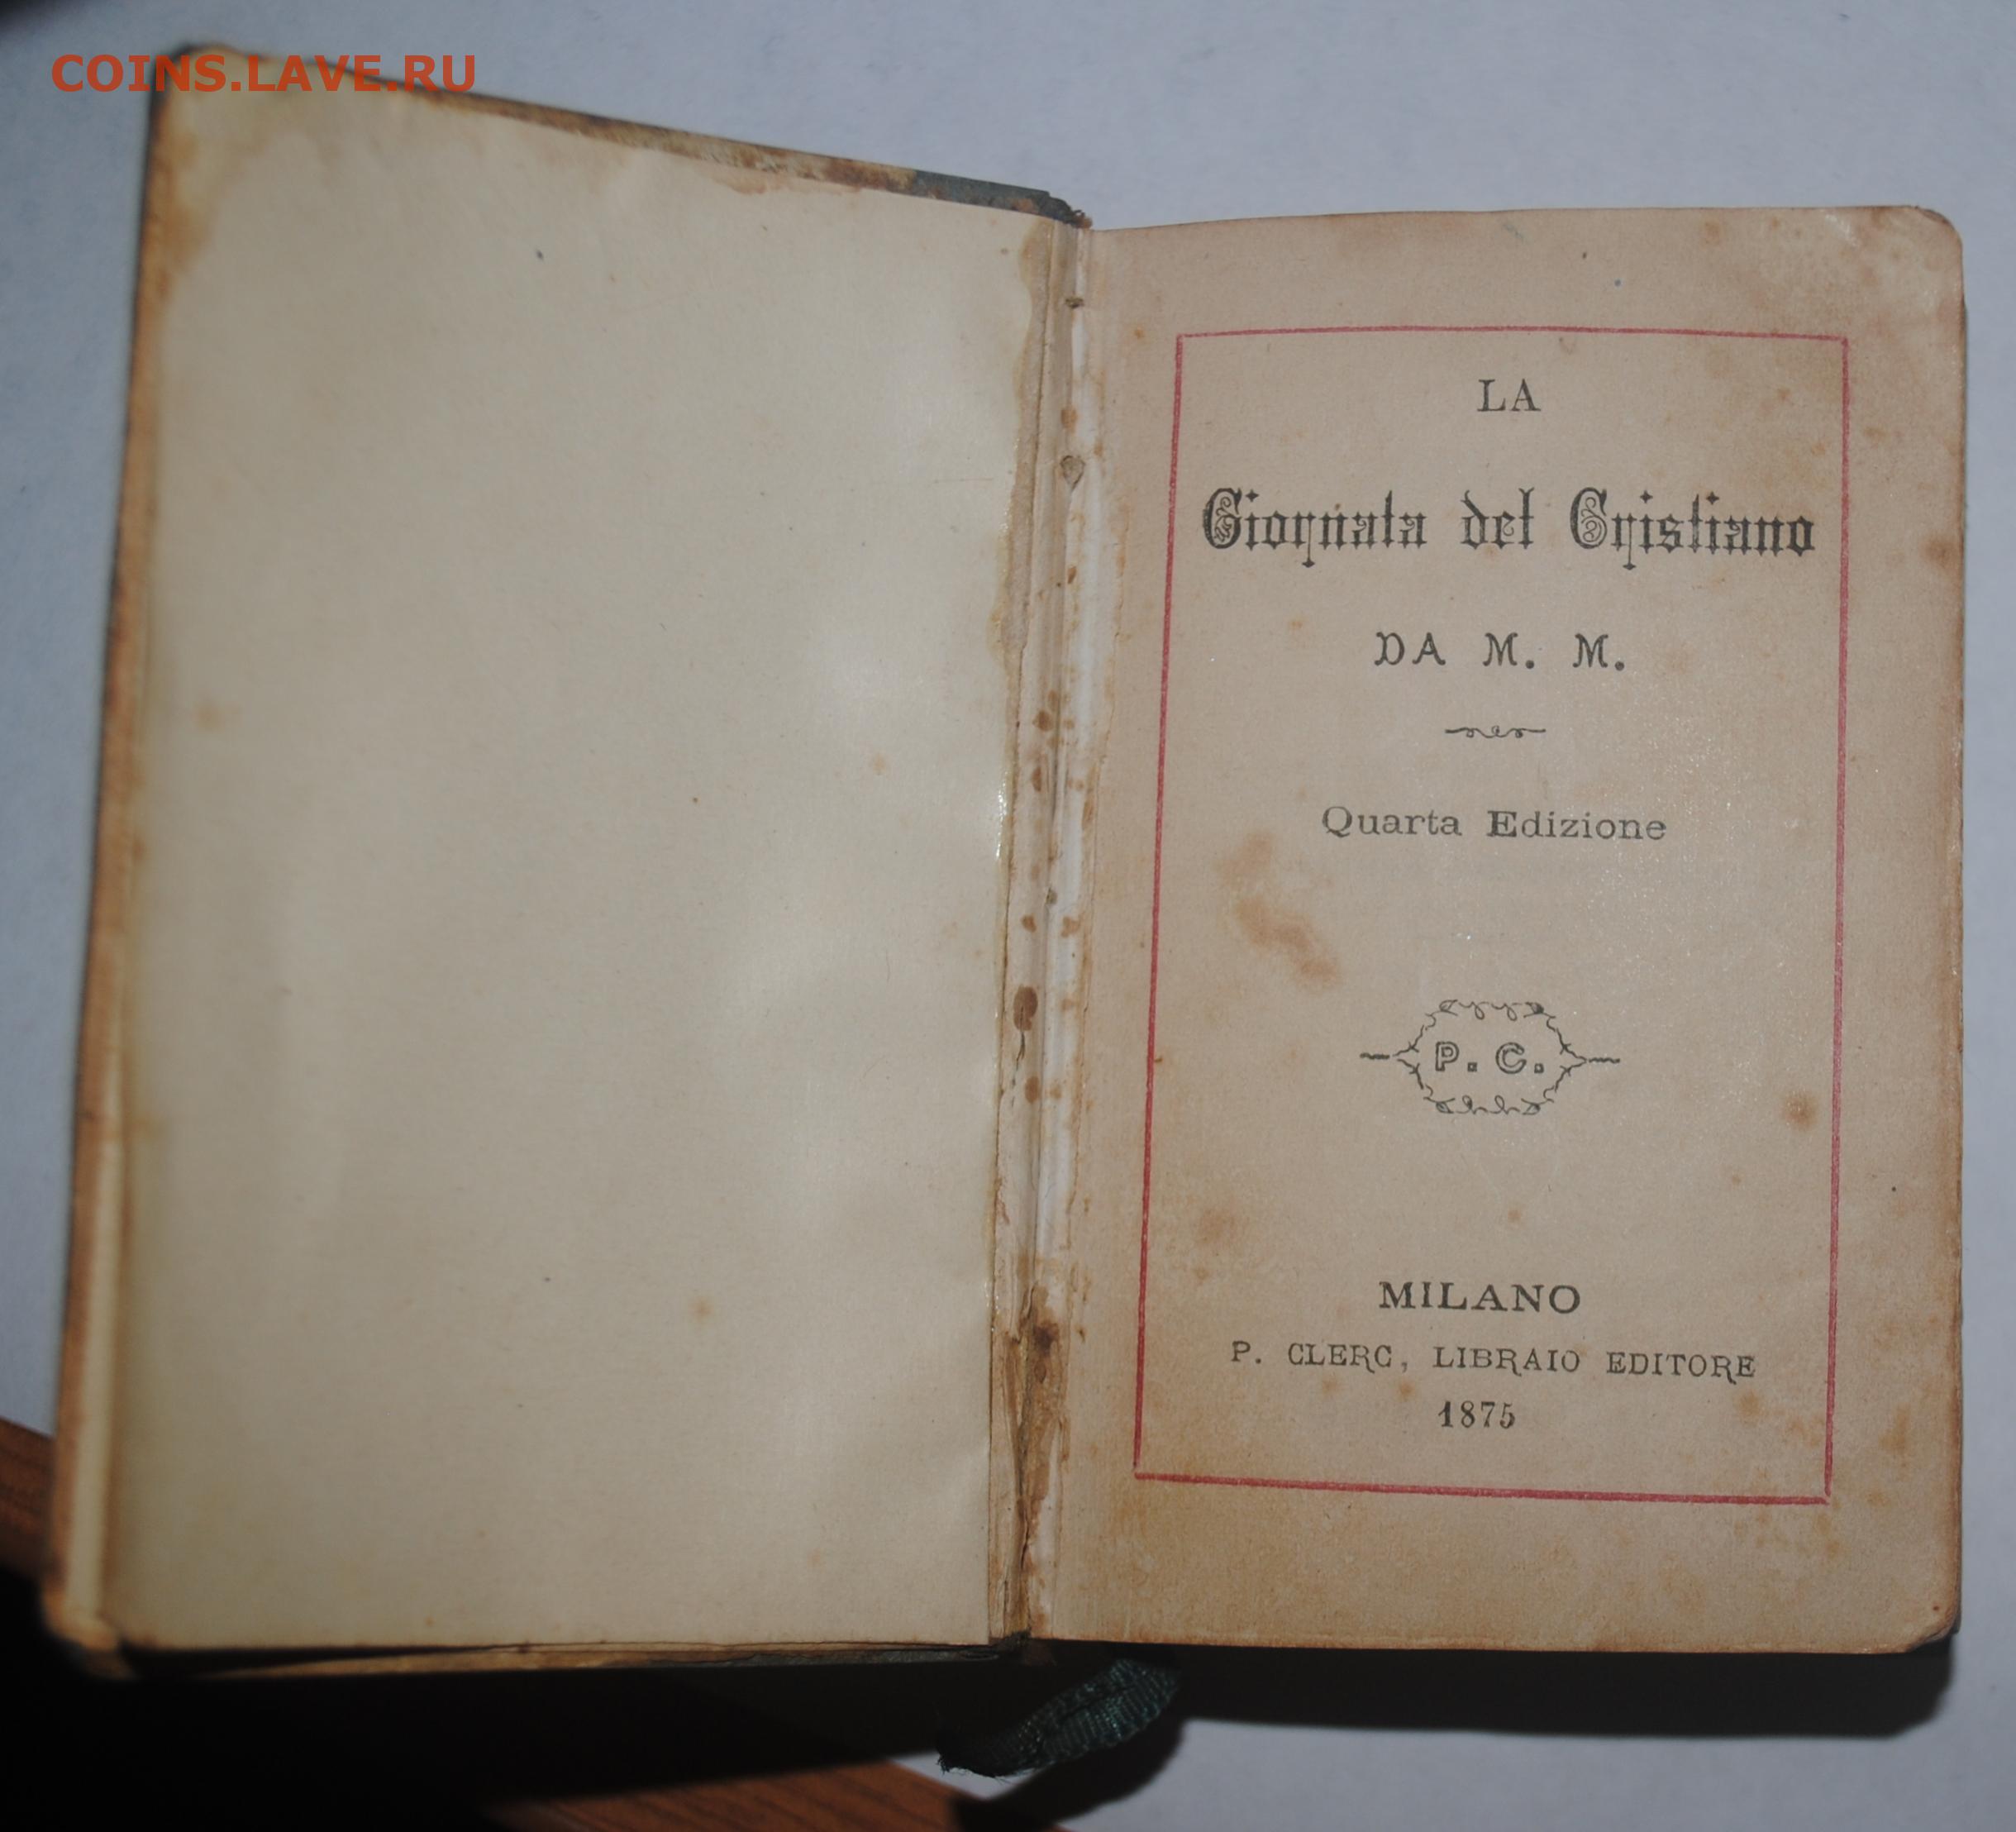 COINS.LAVE.RU
LA
Giornata del Cristiano
DA M. M.
Quarta Edizione
P. C.
MILANO
P. CLERC, LIBRAIO EDITORE
1875